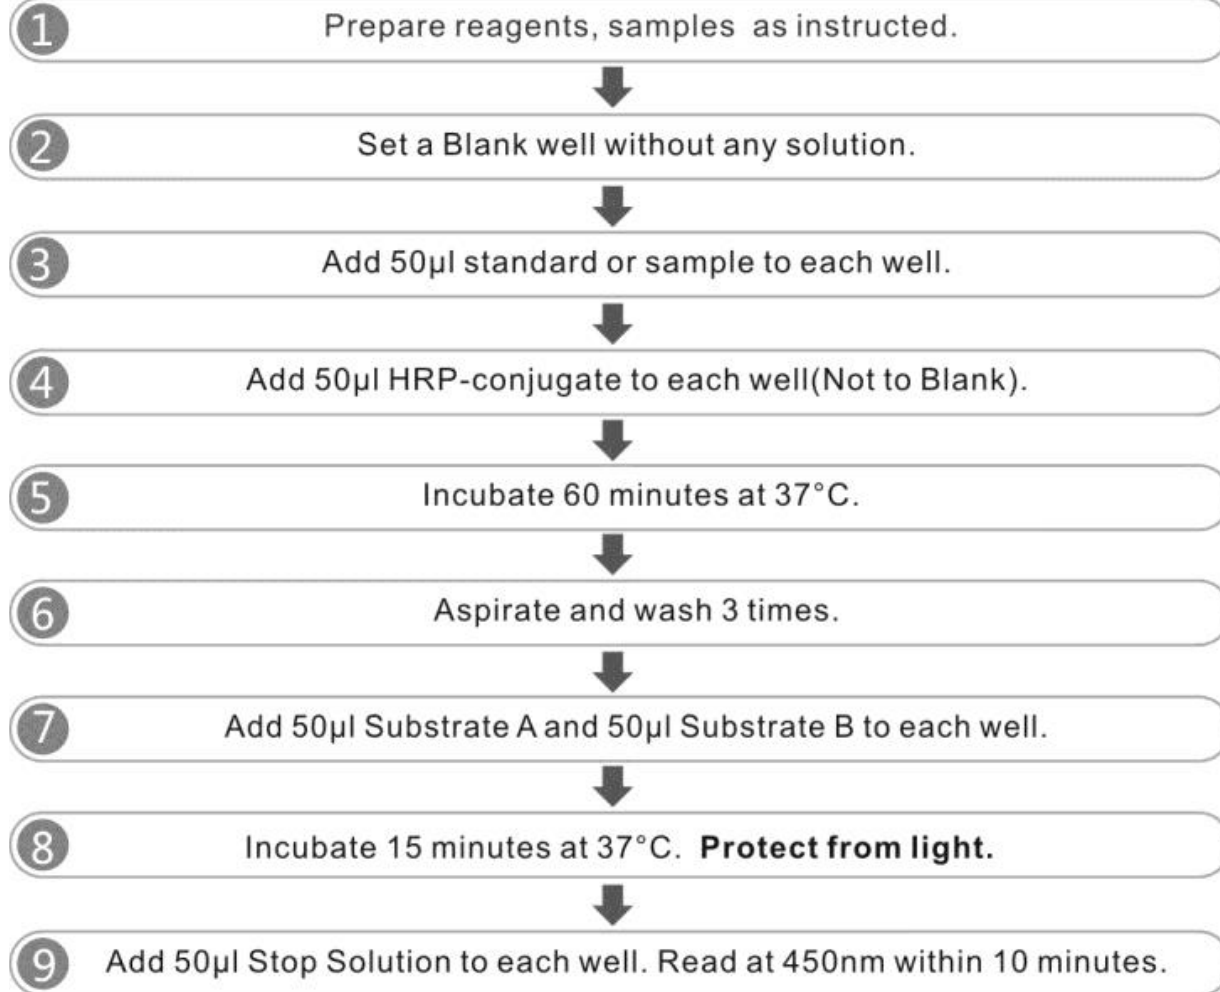 1 Prepare reagents, samples as instructed.
2 Set a Blank well without any solution.
3 Add 50µl standard or sample to each well.
4 Add 50µl HRP-conjugate to each well(Not to Blank).
5 Incubate 60 minutes at 37°C.
6 Aspirate and wash 3 times.
7 Add 50µl Substrate A and 50µl Substrate B to each well.
8 Incubate 15 minutes at 37°C. Protect from light.
9 Add 50µl Stop Solution to each well. Read at 450nm within 10 minutes.